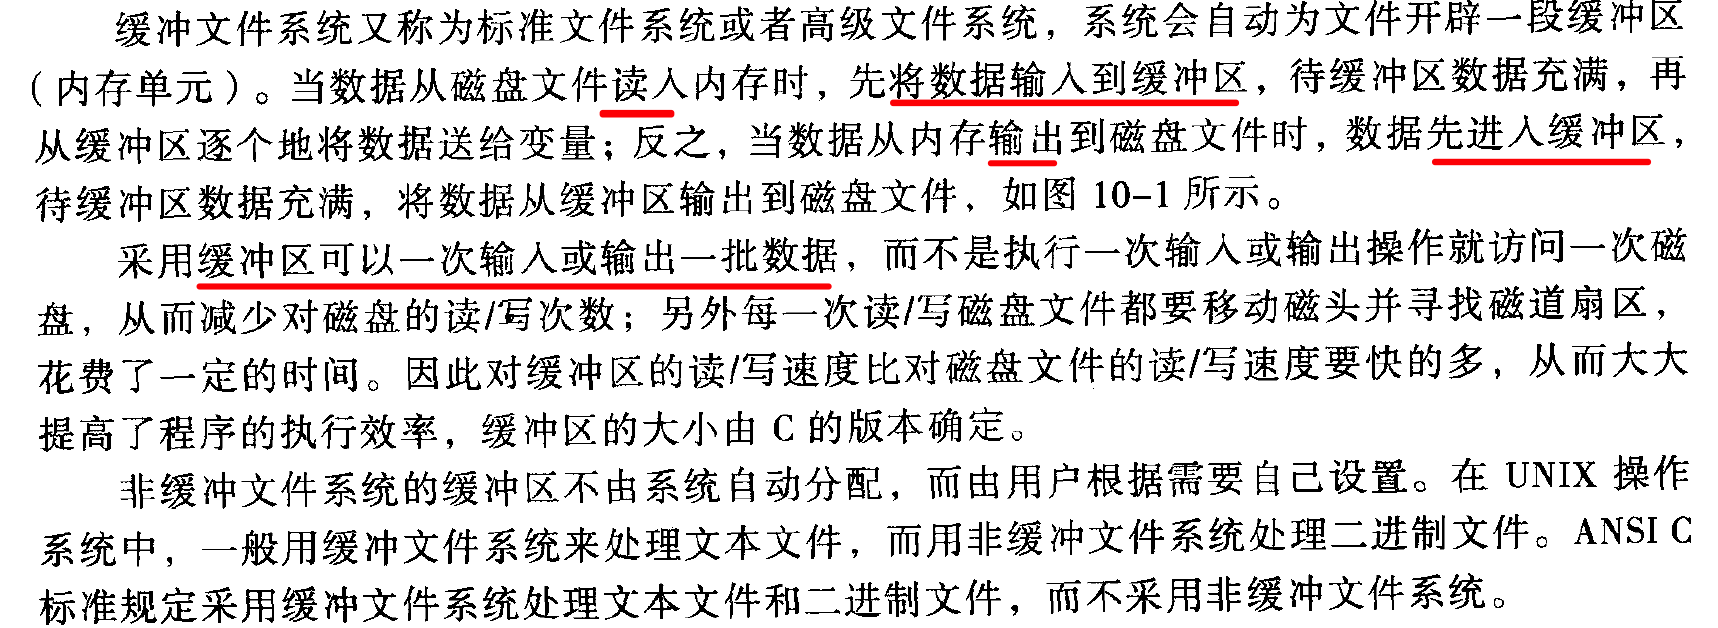 缓冲文件系统又称为标准文件系统或者高级文件系统，系统会自动为文件开辟一段缓冲区
（内存单元）。当数据从磁盘文件读入内存时，先将数据输入到缓冲区，待缓冲区数据充满，再
从缓冲区逐个地将数据送给变量；反之，当数据从内存输出到磁盘文件时，数据先进入缓冲区，
待缓冲区数据充满，将数据从缓冲区输出到磁盘文件，如图 10-1 所示。
采用缓冲区可以一次输入或输出一批数据，而不是执行一次输入或输出操作就访问一次磁
盘，从而减少对磁盘的读/写次数；另外每一次读/写磁盘文件都要移动磁头并寻找磁道扇区，
花费了一定的时间。因此对缓冲区的读/写速度比对磁盘文件的读/写速度要快的多，从而大大
提高了程序的执行效率，缓冲区的大小由 C 的版本确定。
非缓冲文件系统的缓冲区不由系统自动分配，而由用户根据需要自己设置。在 UNIX 操作
系统中，一般用缓冲文件系统来处理文本文件，而用非缓冲文件系统处理二进制文件。ANSI C
标准规定采用缓冲文件系统处理文本文件和二进制文件，而不采用非缓冲文件系统。